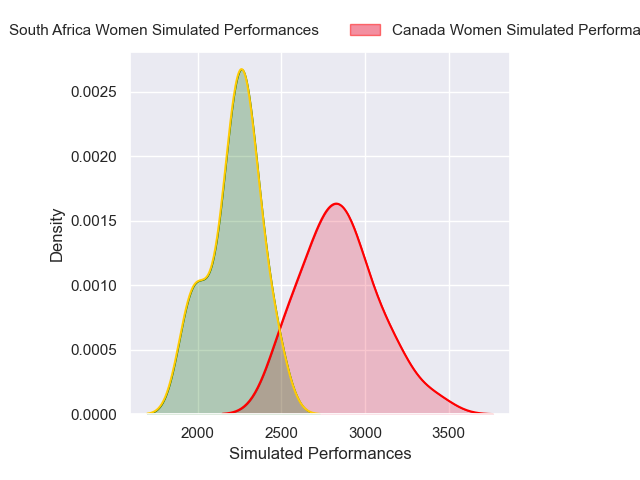 South Africa Women Simulated Performances Canada Women Simulated Performa
0.0025
0.0020
0.0015
0.0010
0.0005
0.0000
Density
2000 2500 3000 3500
Simulated Performances